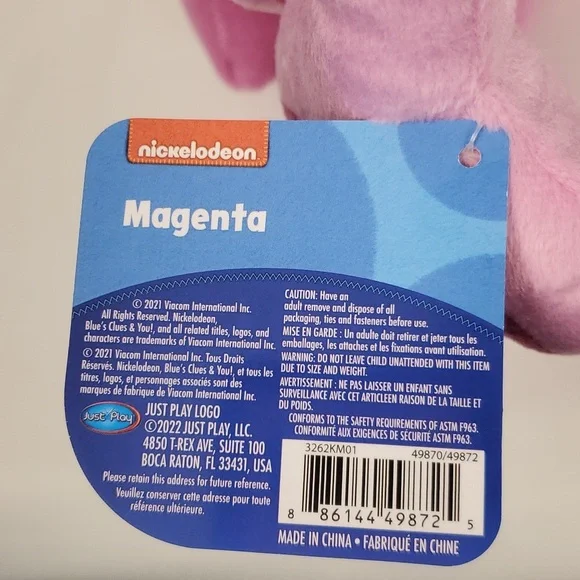 nickelodeon
Magenta
© 2021 Viacom International Inc.
All Rights Reserved. Nickelodeon,
Blue's Clues & You!, and all related titles, logos, and
characters are trademarks of Viacom International Inc.
© 2021 Viacom International Inc. Tous Droits
Réservés. Nickelodeon, Blue's Clues & You!, et tous les
titres, logos, et personnages associés sont des
marques de fabrique de Viacom International Inc.
Just Play
JUST PLAY LOGO
©2022 JUST PLAY, LLC.
4850 T-REX AVE, SUITE 100
BOCA RATON, FL 33431, USA
Please retain this address for future reference.
Veuillez conserver cette adresse pour toute
référence ultérieure.
CAUTION: Have an
adult remove and dispose of all
packaging, ties and fasteners before use.
MISE EN GARDE : Un adulte doit retirer et jeter tous les
emballages, les attaches et les fixations avant utilisation.
WARNING: DO NOT LEAVE CHILD UNATTENDED WITH THIS ITEM
DUE TO SIZE AND WEIGHT.
AVERTISSEMENT : NE PAS LAISSER UN ENFANT SANS
SURVEILLANCE AVEC CET ARTICLEEN RAISON DE LA TAILLE ET
DU POIDS.
CONFORMS TO THE SAFETY REQUIREMENTS OF ASTM F963.
CONFORMITÉ AUX EXIGENCES DE SÉCURITÉ ASTM F963.
3262KM01 49870/49872
8 86144 49872 5
MADE IN CHINA • FABRIQUÉ EN CHINE